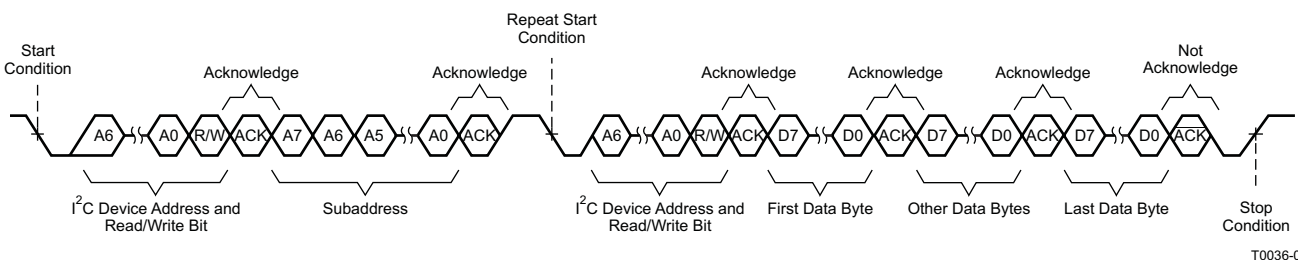 Repeat Start
Condition
Start
Condition
Not
Acknowledge
Acknowledge
Acknowledge
Acknowledge
Acknowledge
Acknowledge
A6 A0 R/W ACK A7 A6 A5 A0 ACK A6 A0 R/W ACK D7 D0 ACK D7 D0 ACK D7 D0 ACK
I²C Device Address and
Read/Write Bit
Subaddress
I²C Device Address and
Read/Write Bit
First Data Byte
Other Data Bytes
Last Data Byte
Stop
Condition
T0036-0